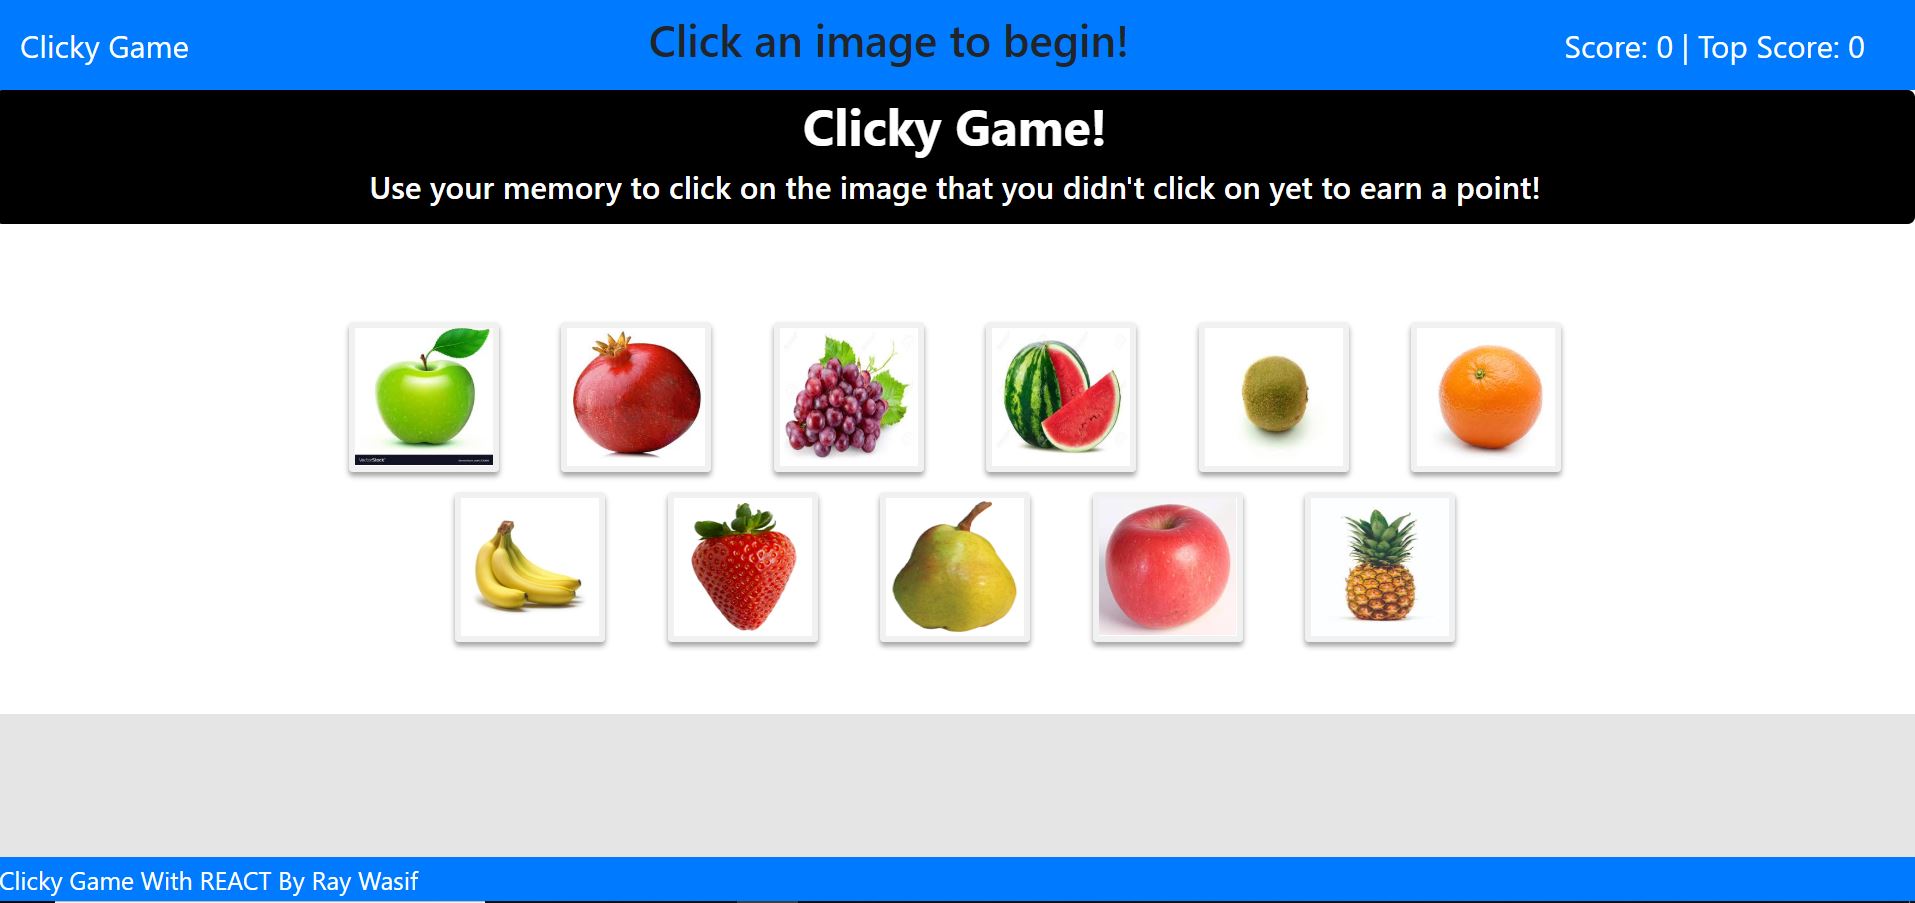 Clicky Game
Click an image to begin!
Score: 0 | Top Score: 0
Clicky Game!
Use your memory to click on the image that you didn't click on yet to earn a point!
VectorStock
Clicky Game With REACT By Ray Wasif